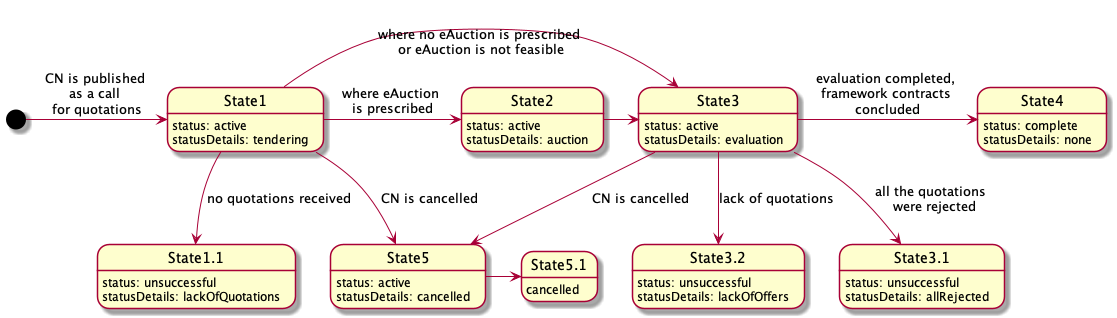 where no eAuction is prescribed
or eAuction is not feasible
CN is published
as a call
for quotations
State1
status: active
statusDetails: tendering
where eAuction
is prescribed
State2
status: active
statusDetails: auction
State3
status: active
statusDetails: evaluation
evaluation completed,
framework contracts
concluded
State4
status: complete
statusDetails: none
no quotations received
CN is cancelled
CN is cancelled
lack of quotations
all the quotations
were rejected
State1.1
status: unsuccessful
statusDetails: lackOfQuotations
State5
status: active
statusDetails: cancelled
State5.1
cancelled
State3.2
status: unsuccessful
statusDetails: lackOfOffers
State3.1
status: unsuccessful
statusDetails: allRejected